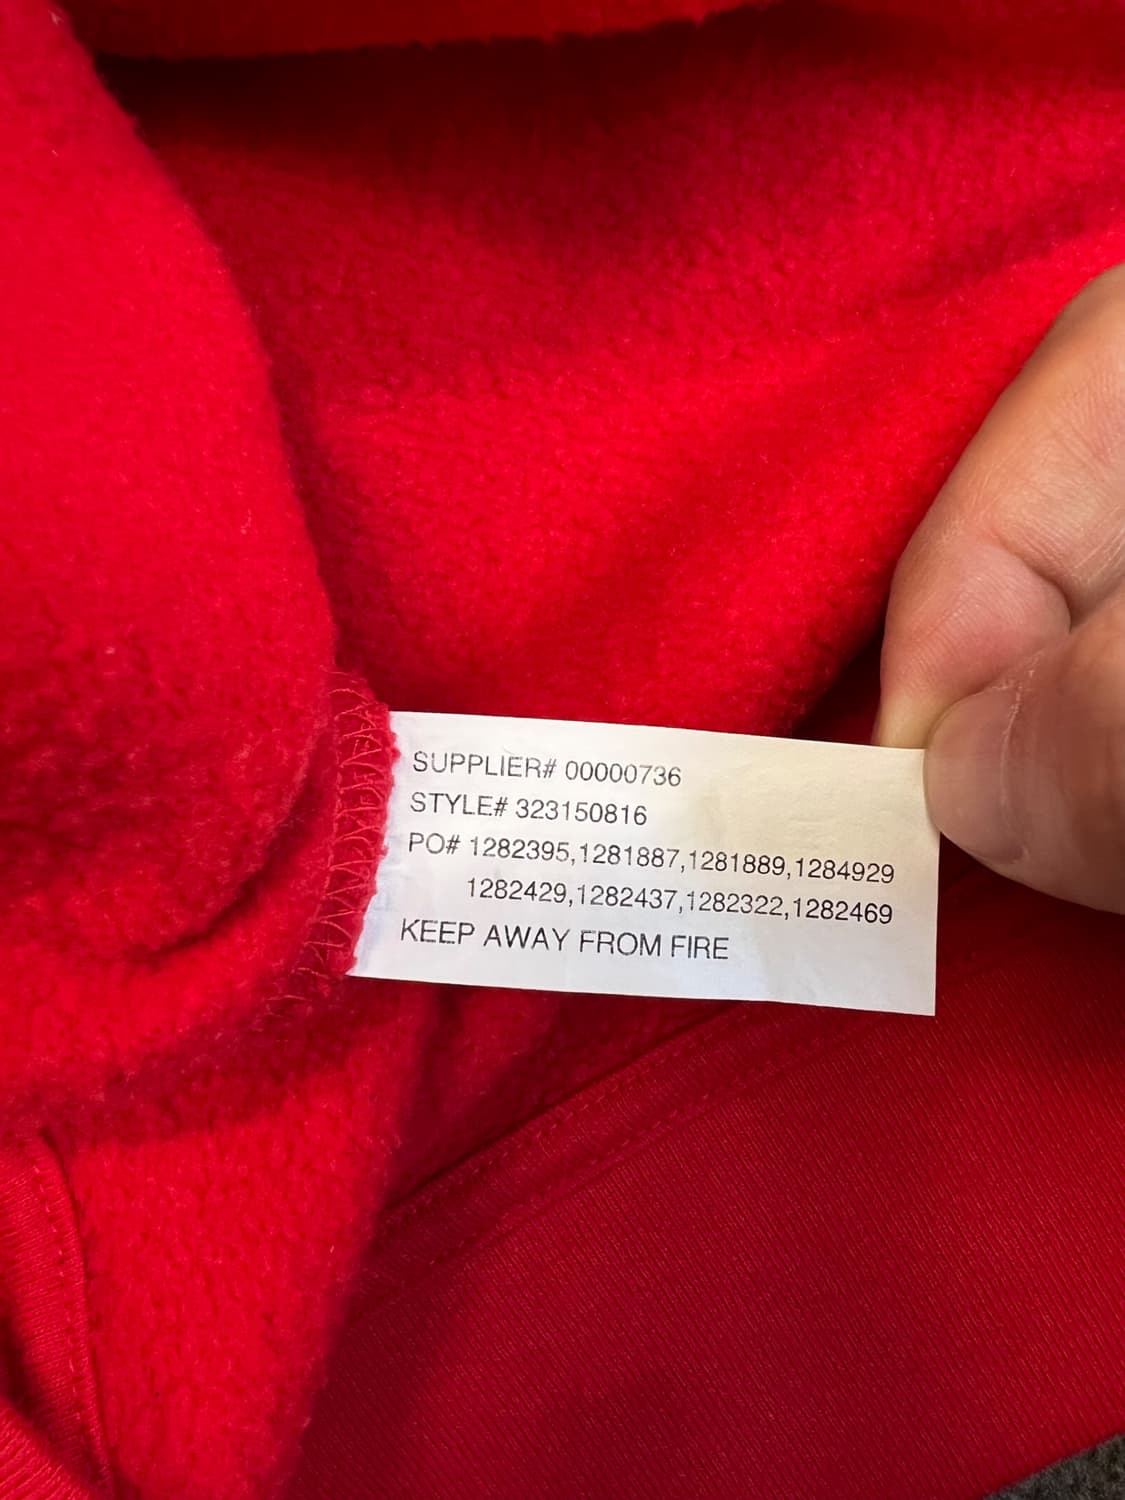 SUPPLIER# 00000736
STYLE# 323150816
PO# 1282395,1281887,1281889,1284929
1282429,1282437,1282322,1282469
KEEP AWAY FROM FIRE